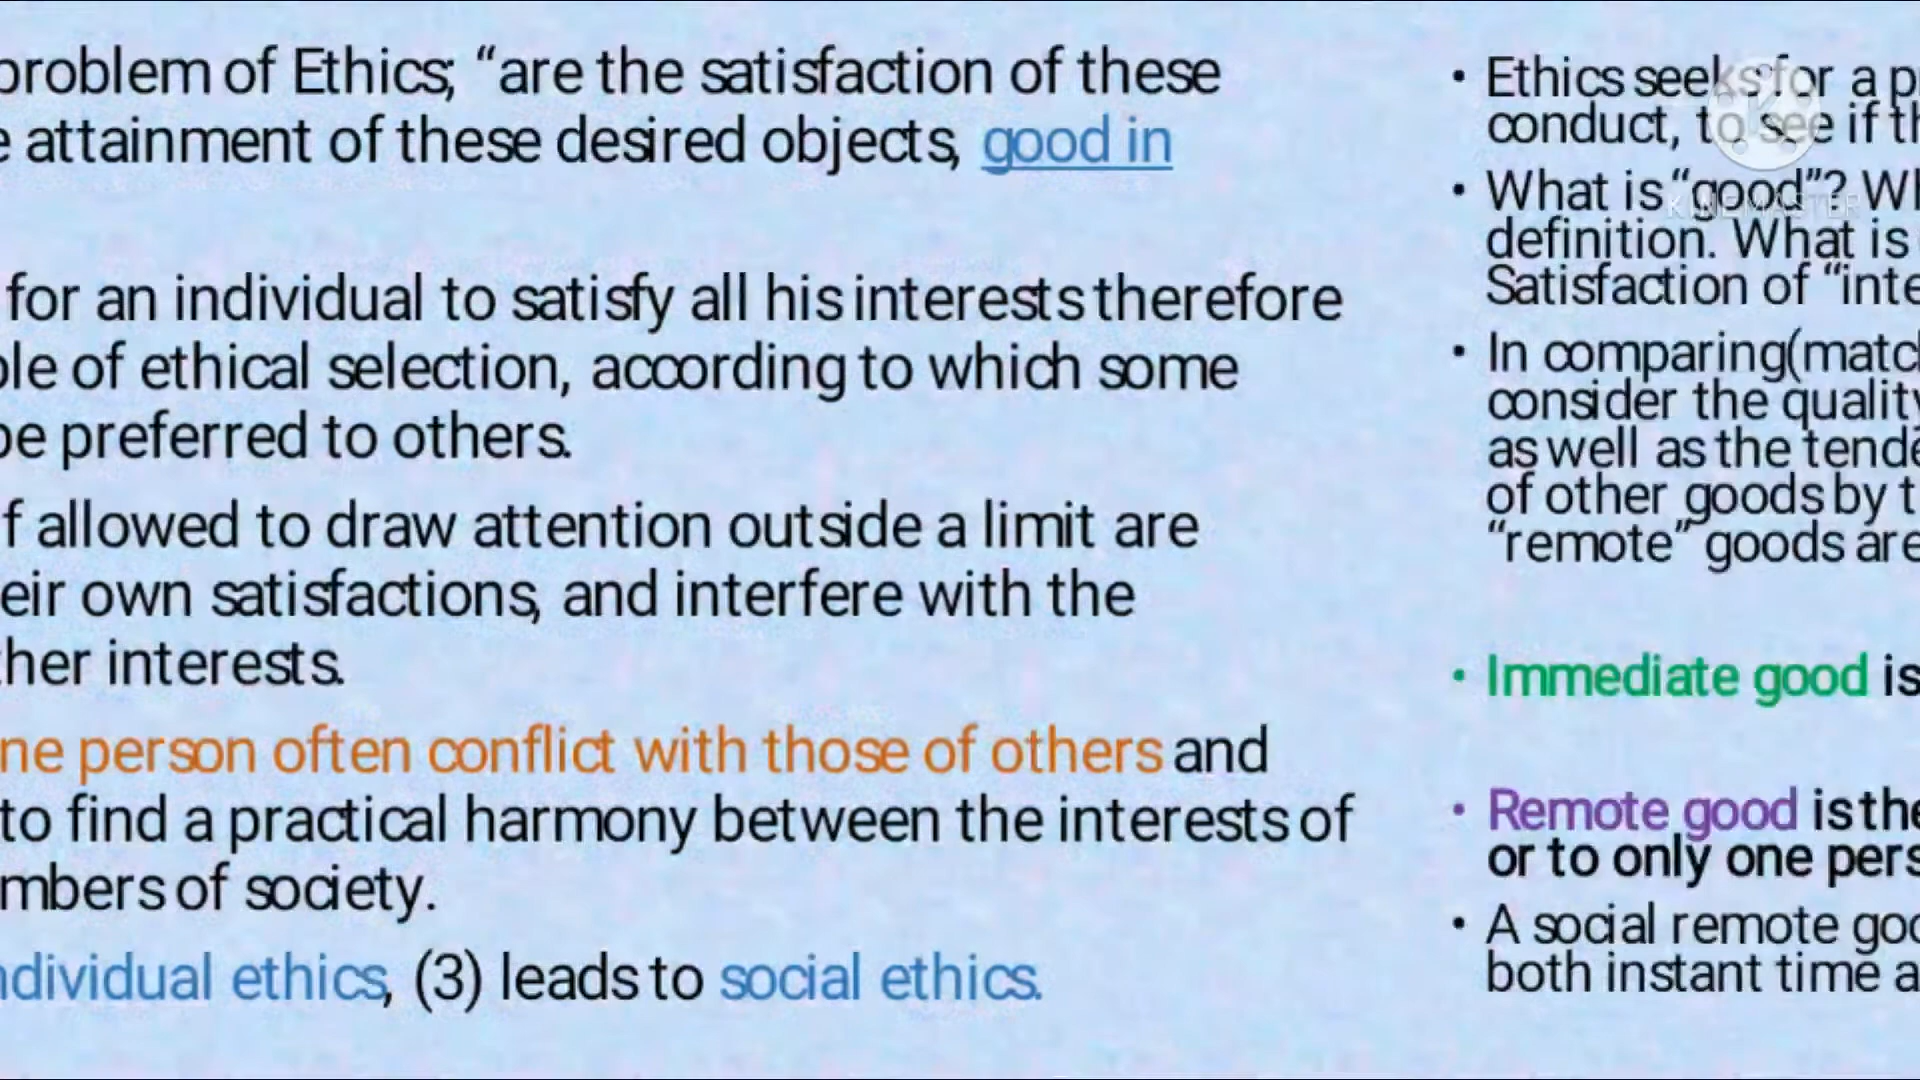 problem of Ethics; “are the satisfaction of these
e attainment of these desired objects, good in
for an individual to satisfy all his interests therefore
ole of ethical selection, according to which some
be preferred to others.
f allowed to draw attention outside a limit are
eir own satisfactions, and interfere with the
ther interests.
ne person often conflict with those of others and
to find a practical harmony between the interests of
mbers of society.
ndividual ethics, (3) leads to social ethics.
• Ethics seeks for a p
conduct, to see if th
• What is “good”? Wh
definition. What is
Satisfaction of “inte
• In comparing(match
consider the quality
as well as the tende
of other goods by t
“remote” goods are
• Immediate good is
• Remote good is the
or to only one pers
• A social remote goo
both instant time a
KINEMASTER